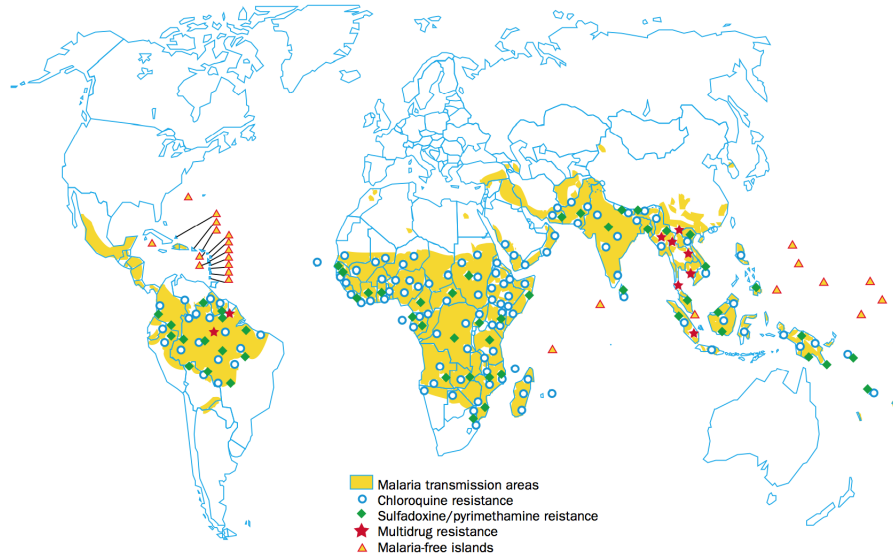 Malaria transmission areas
Chloroquine resistance
Sulfadoxine/pyrimethamine reistance
Multidrug resistance
Malaria-free islands